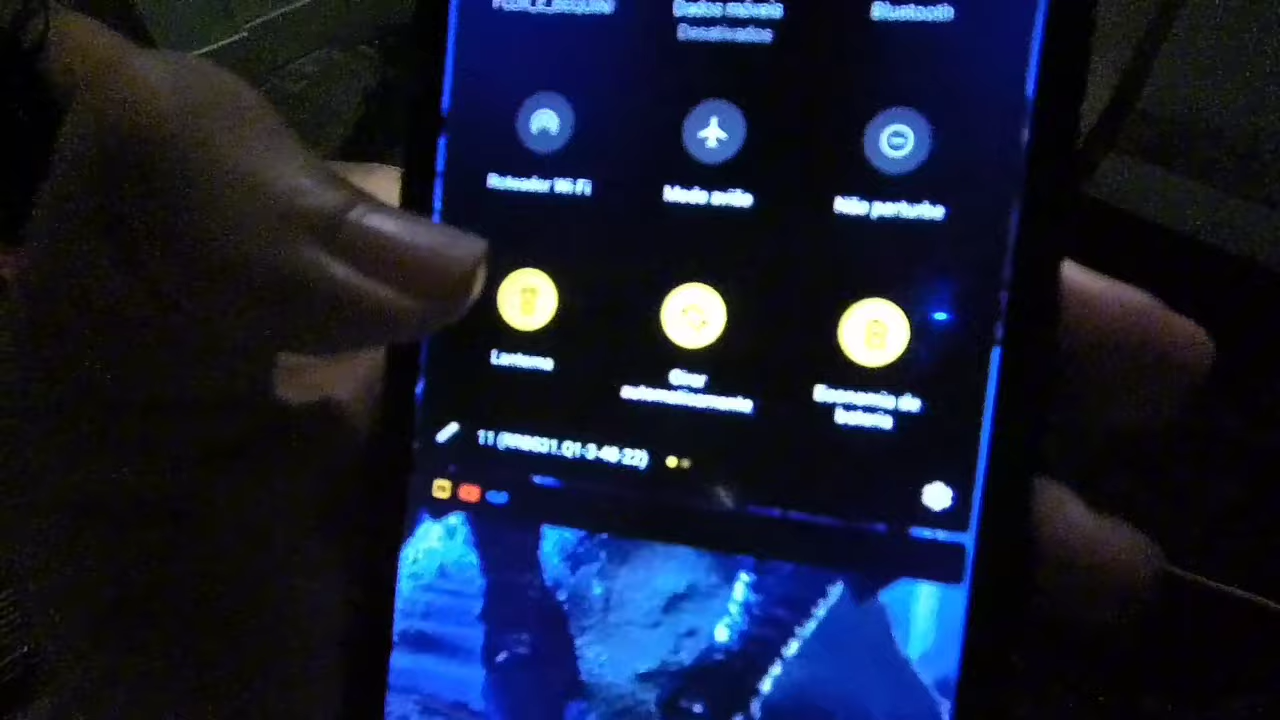 Dados móveis
Desativados
Bluetooth
Roteador Wi-Fi
Modo avião
Não perturbe
Lanterna
Girar
automaticamente
Economia de
bateria